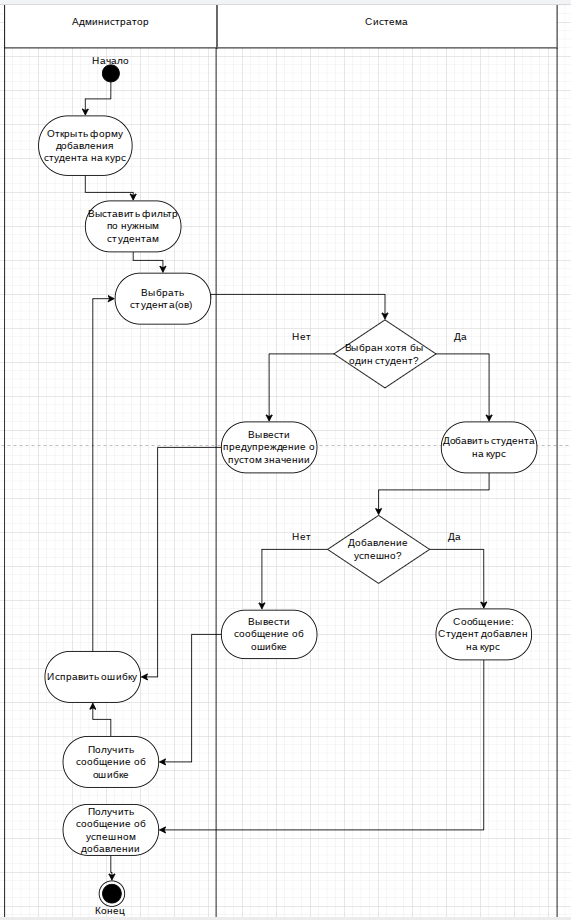 Администратор
Система
Начало
Открыть форму
добавления
студента на курс
Выставить фильтр
по нужным
студентам
Выбрать
студента(ов)
Выбран хотя бы
один студент?
Нет
Да
Вывести
предупреждение о
пустом значении
Добавить студента
на курс
Добавление
успешно?
Нет
Да
Вывести
сообщение об
ошибке
Сообщение:
Студент добавлен
на курс
Исправить ошибку
Получить
сообщение об
ошибке
Получить
сообщение об
успешном
добавлении
Конец